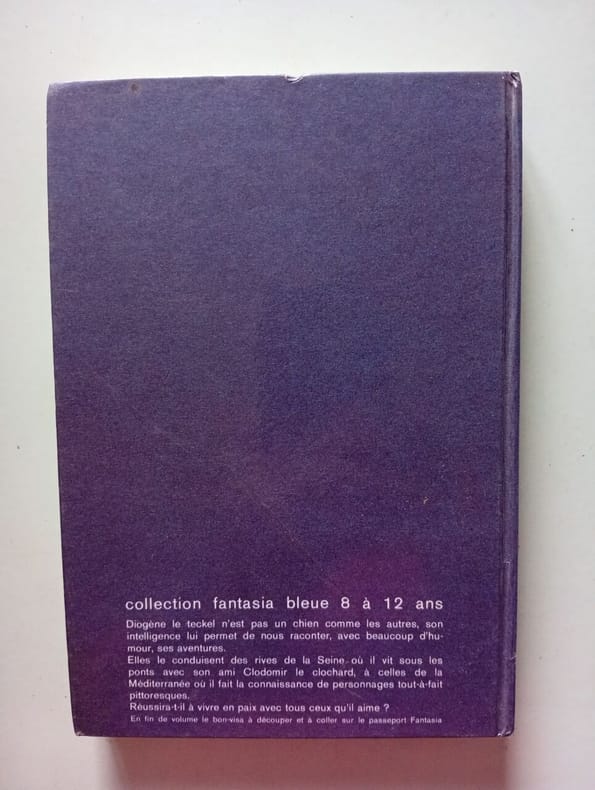 collection fantasia bleue 8 à 12 ans
Diogène le teckel n'est pas un chien comme les autres, son
intelligence lui permet de nous raconter, avec beaucoup d'hu-
mour, ses aventures.
Elles le conduisent des rives de la Seine où il vit sous les
ponts avec son ami Clodomir le clochard, à celles de la
Méditerranée où il fait la connaissance de personnages tout-à-fait
pittoresques.
Réussira-t-il à vivre en paix avec tous ceux qu'il aime ?
En fin de volume le bon-visa à découper et à coller sur le passeport Fantasia